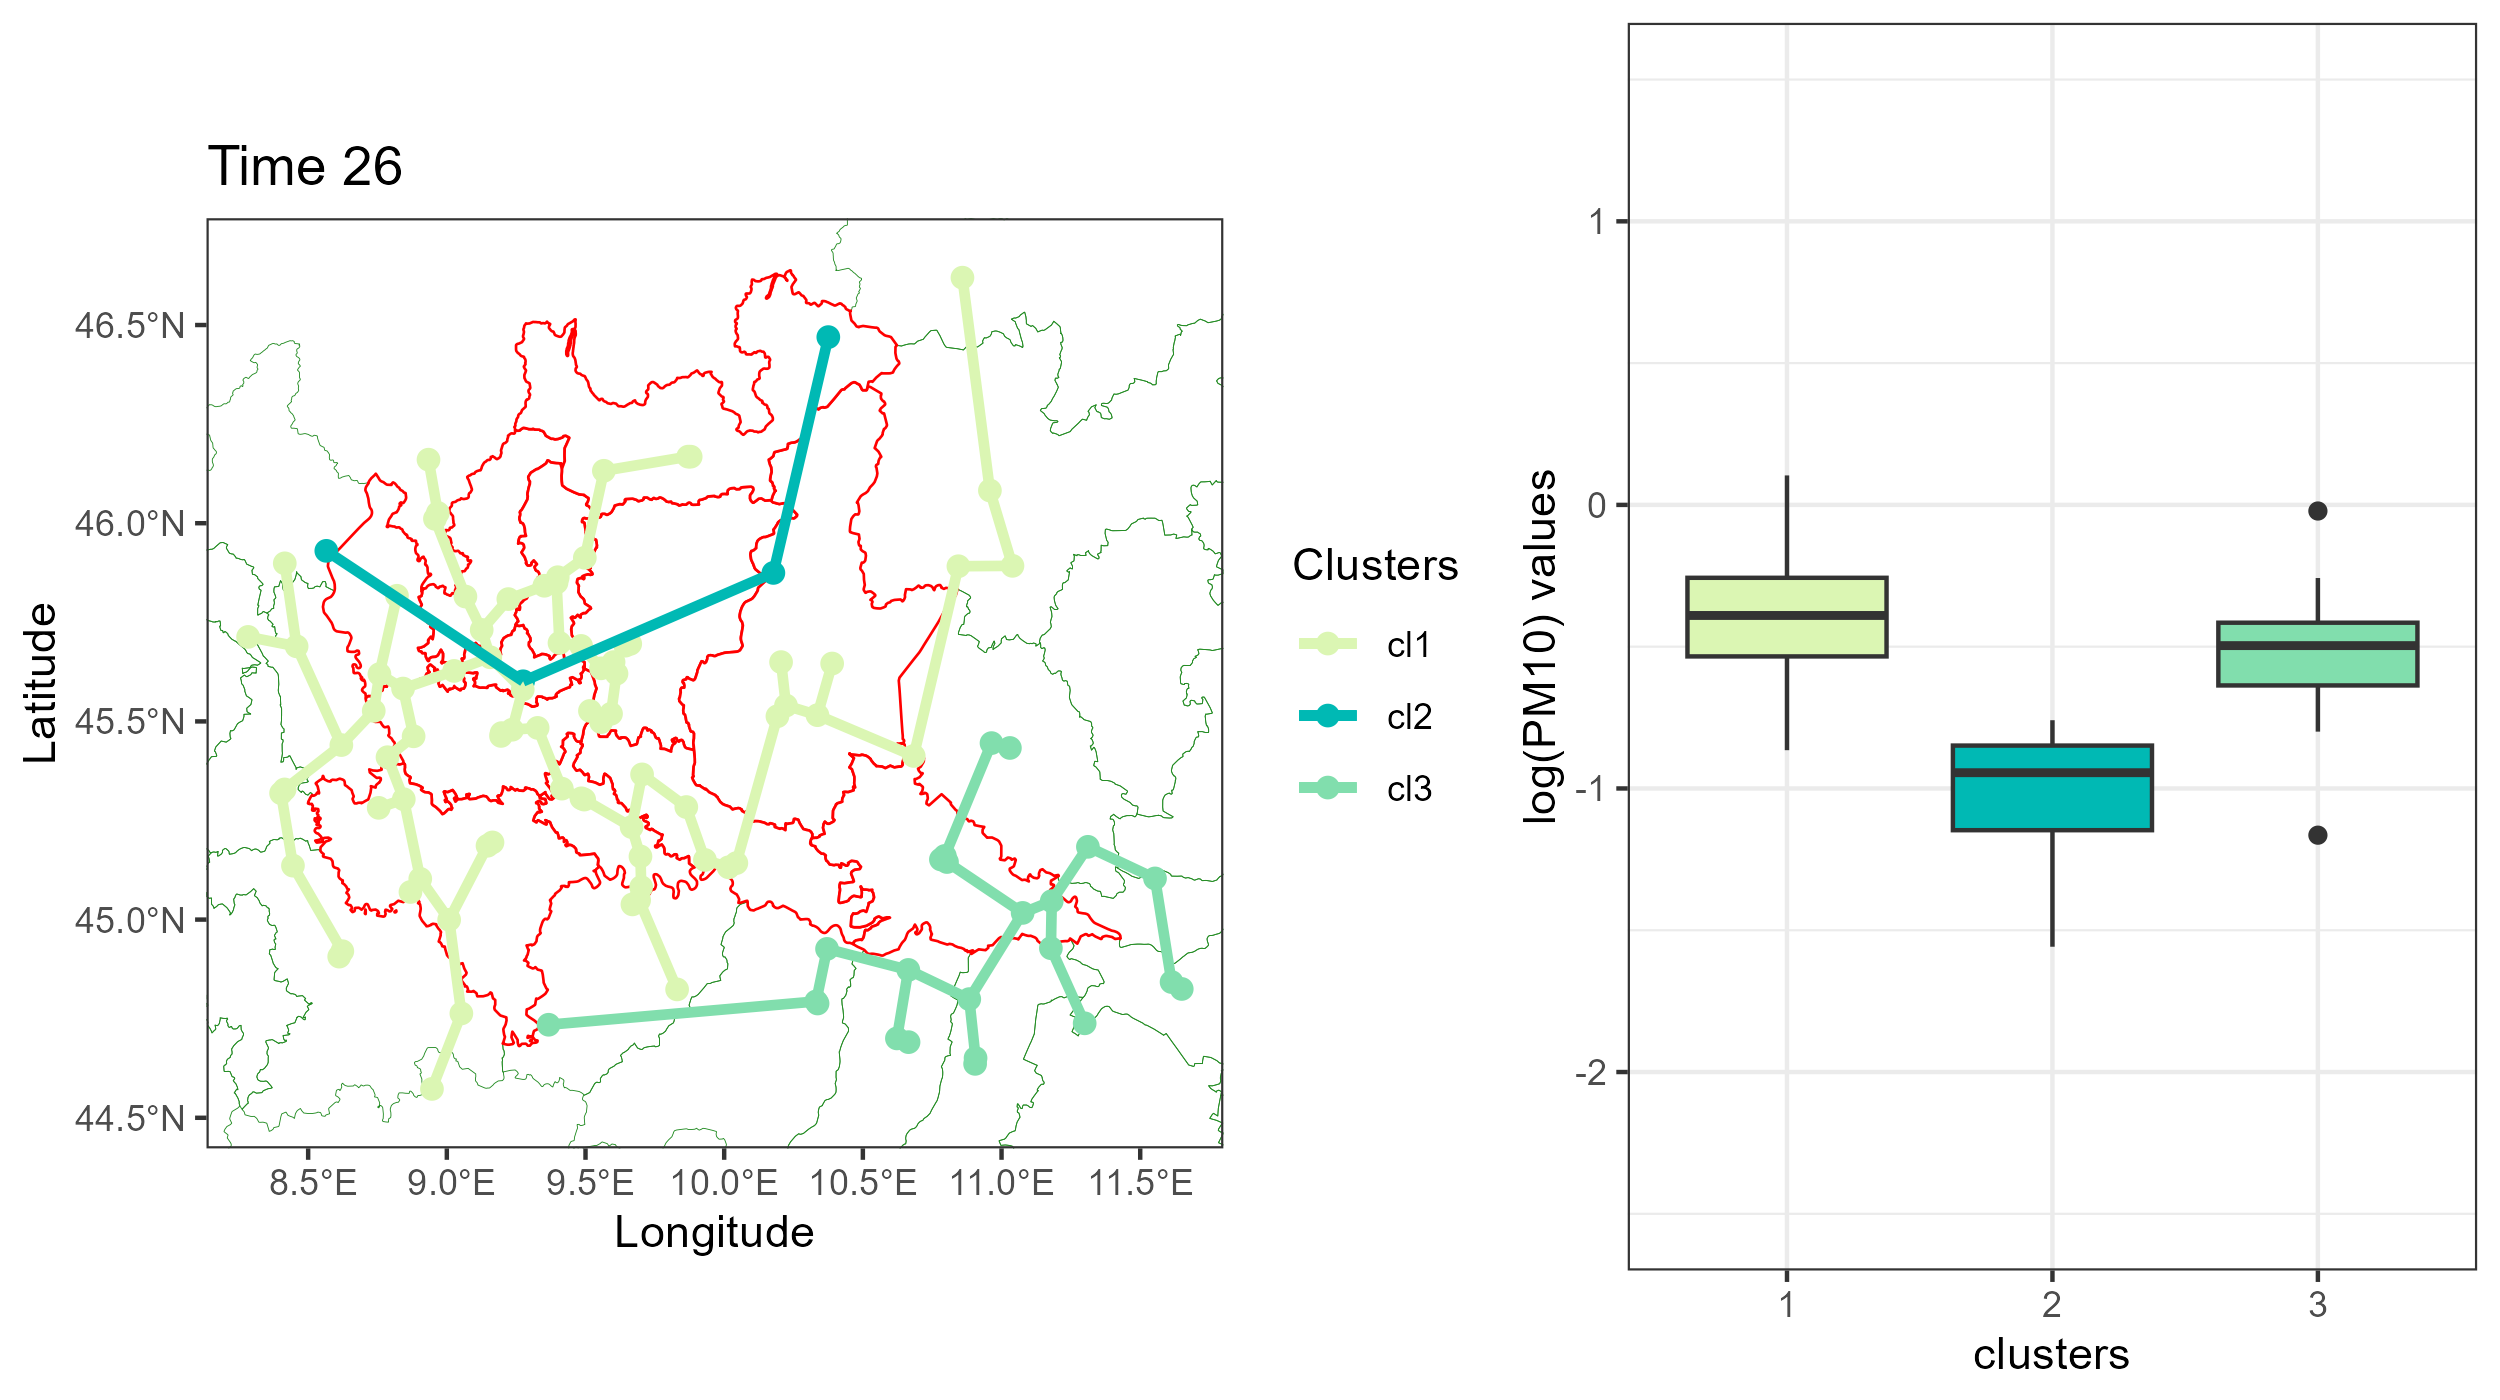 Time 26
46.5°N
46.0°N
45.5°N
45.0°N
44.5°N
Latitude
8.5°E 9.0°E 9.5°E 10.0°E 10.5°E 11.0°E 11.5°E
Longitude
Clusters
cl1
cl2
cl3
log(PM10) values
1
0
-1
-2
1 2 3
clusters